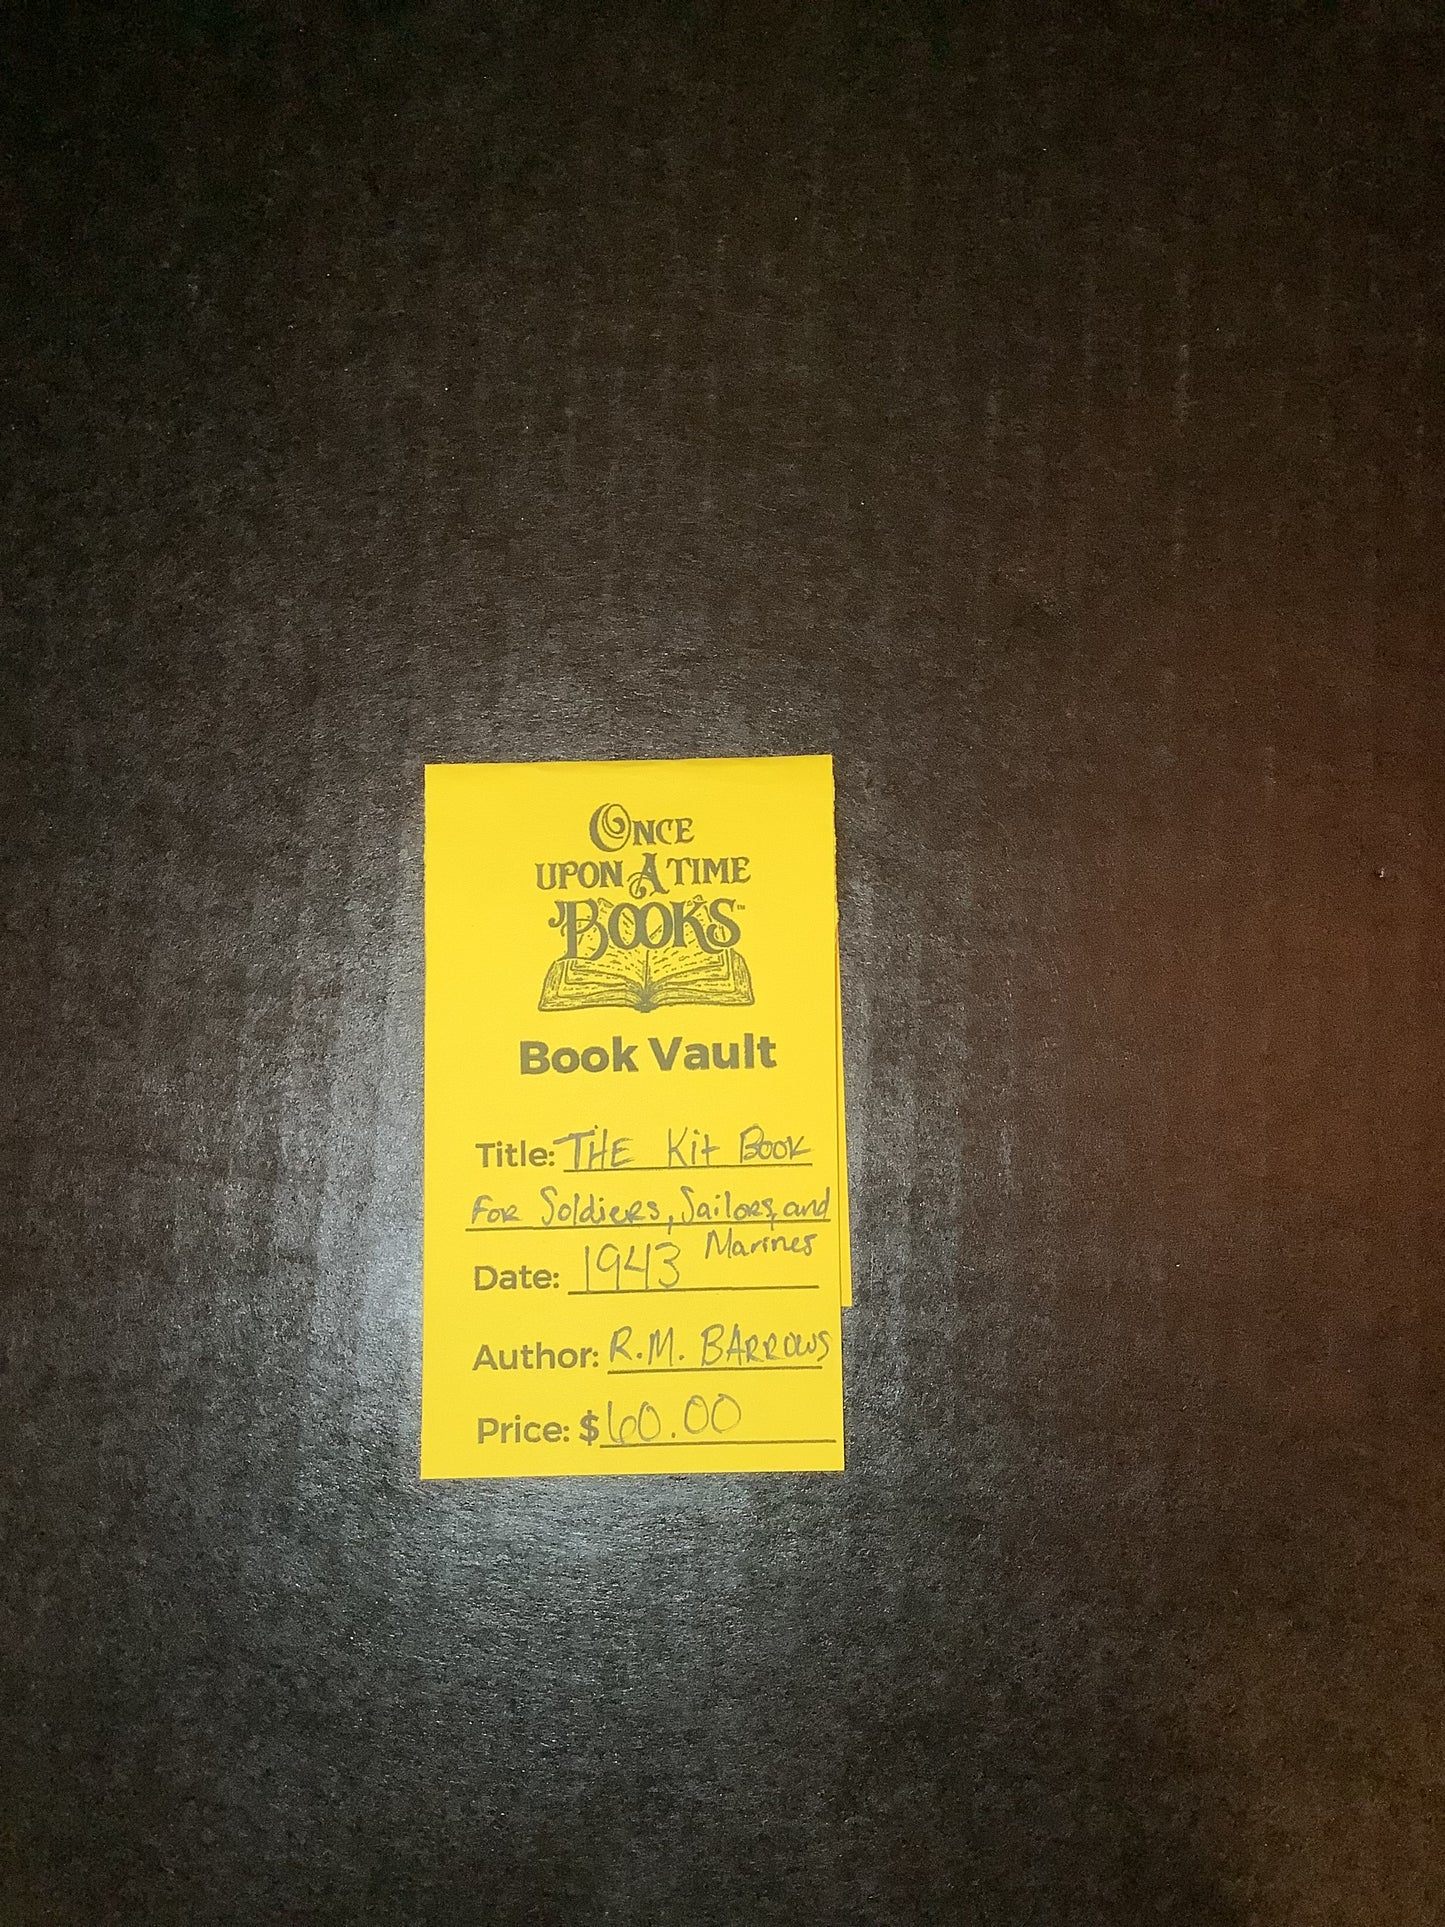 ONCE
UPON A TIME
BOOKS™
Book Vault
Title: THE Kit Book
FOR Soldiers, Sailors, and
Marines
Date: 1943
Author: R.M. BARROWS
Price: $60.00